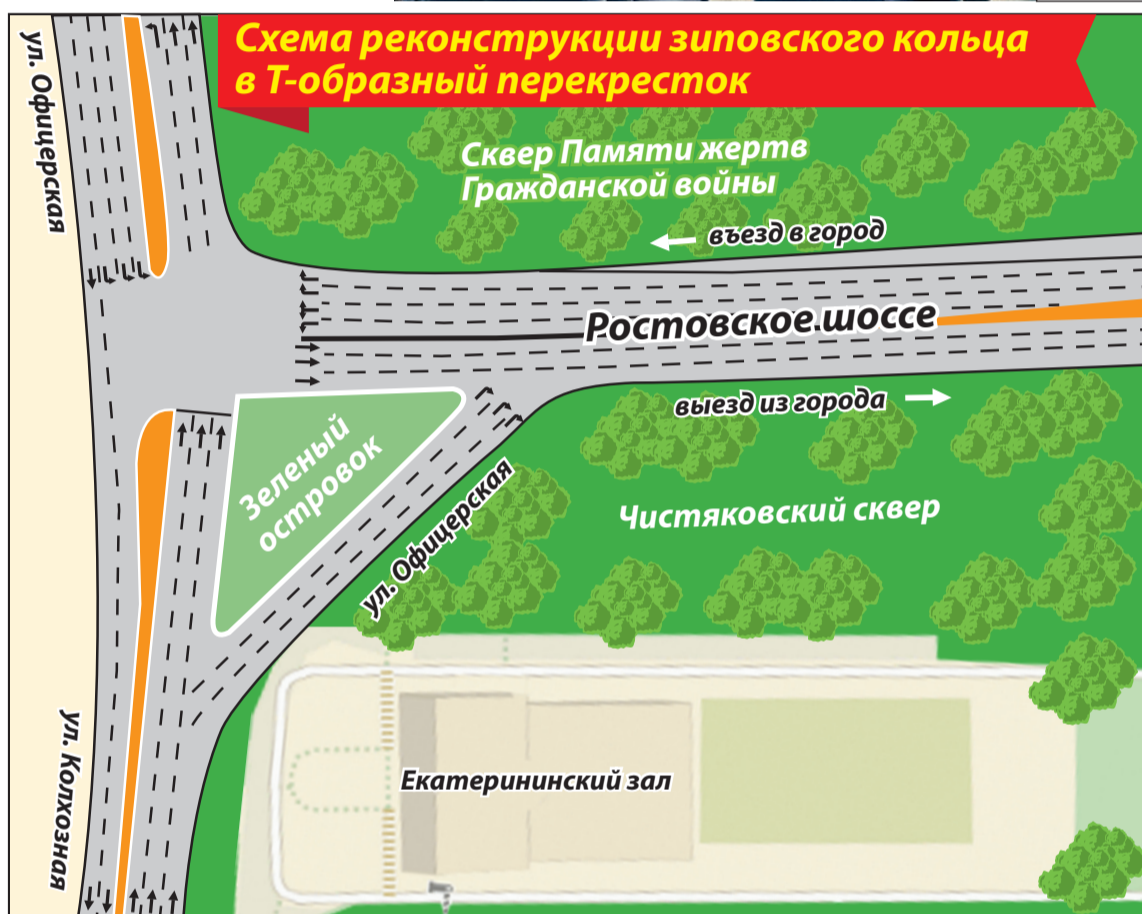 Схема реконструкции зиповского кольца
в Т-образный перекресток
ул. Офицерская
Сквер Памяти жертв
Гражданской войны
въезд в город
Ростовское шоссе
выезд из города
Зеленый
островок
ул. Офицерская
Чистяковский сквер
ул. Колхозная
Екатерининский зал